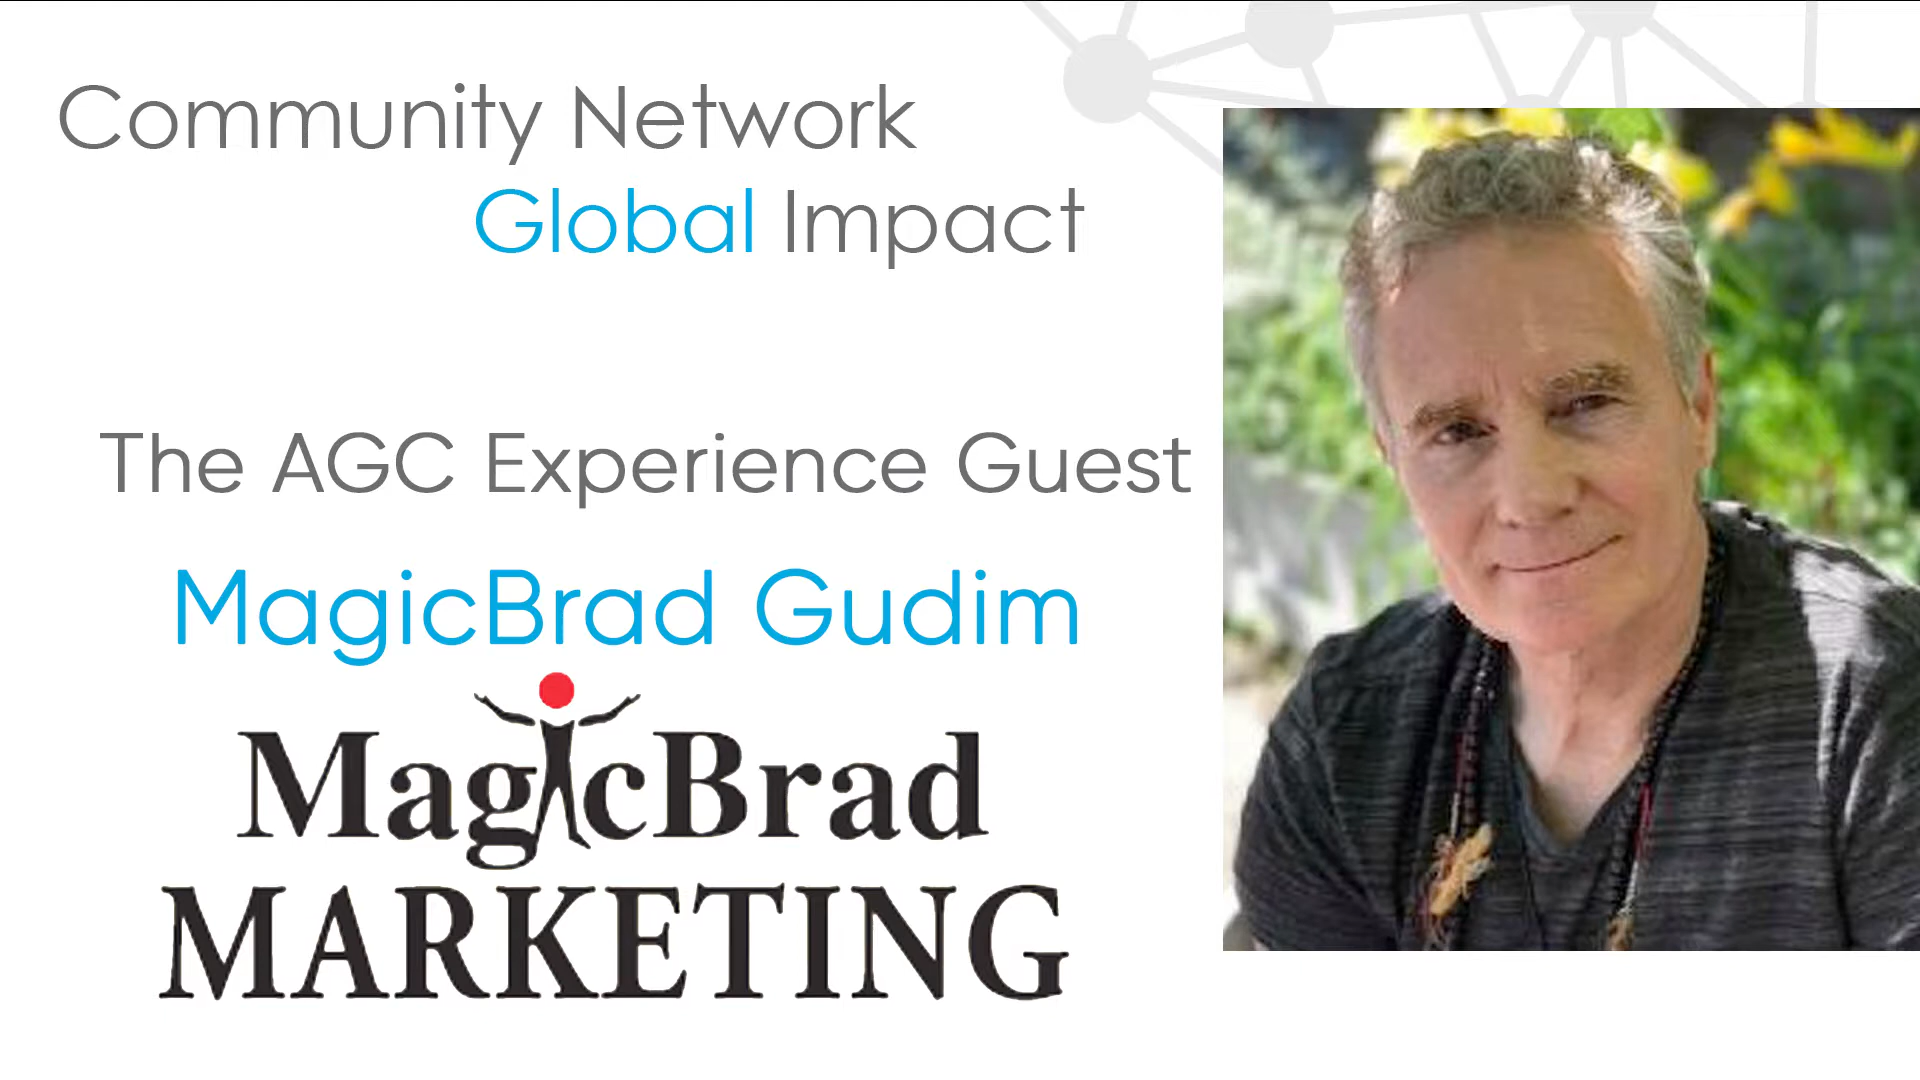 Community Network
Global Impact
The AGC Experience Guest
MagicBrad Gudim
MagicBrad
MARKETING